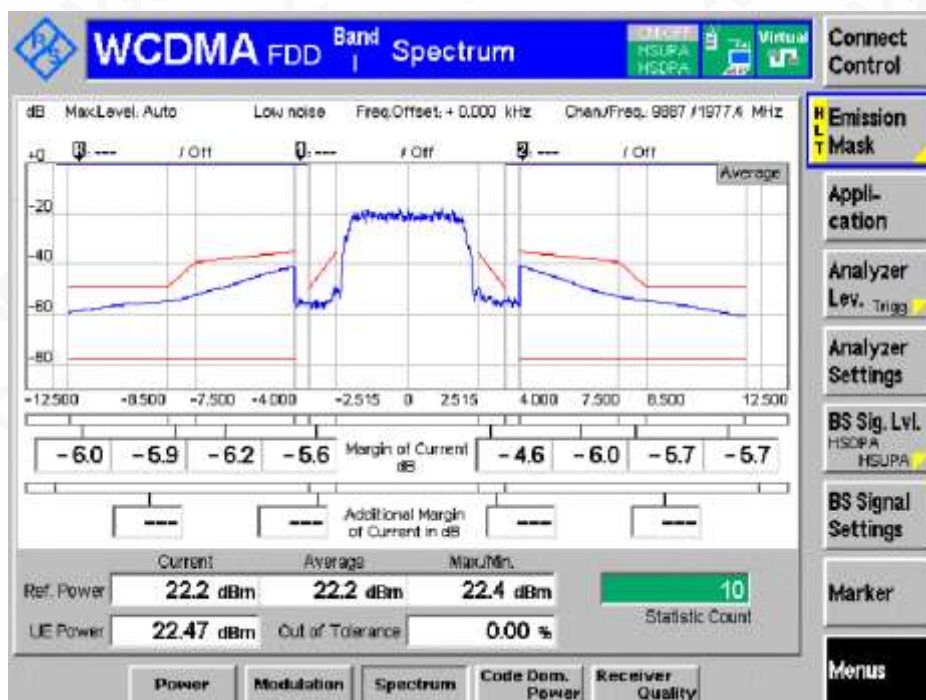 WCDMA FDD Band I Spectrum
HSUPA
HSDPA
Virtual
Connect Control
dB Max.Level: Auto Low noise Freq.Offset: + 0.000 kHz Chan./Freq.: 9887 / 1977.4 MHz
RLT Emission Mask
+0 --- / Off --- / Off 2 --- / Off
Average
Appli-cation
-20
-40
Analyzer Lev. Trigg
-60
-80
Analyzer Settings
-12.500 -8.500 -7.500 -4.000 -2.515 0 2.515 4.000 7.500 8.500 12.500
BS Sig. Lvl.
HSDPA
HSUPA
-6.0 -5.9 -6.2 -5.6 Margin of Current dB -4.6 -6.0 -5.7 -5.7
BS Signal Settings
--- --- Additional Margin of Current in dB --- ---
Current Average Max./Min.
Ref. Power 22.2 dBm 22.2 dBm 22.4 dBm 10
Statistic Count
Marker
UE Power 22.47 dBm Out of Tolerance 0.00 %
Power Modulation Spectrum Code Dom. Power Receiver Quality
Menus